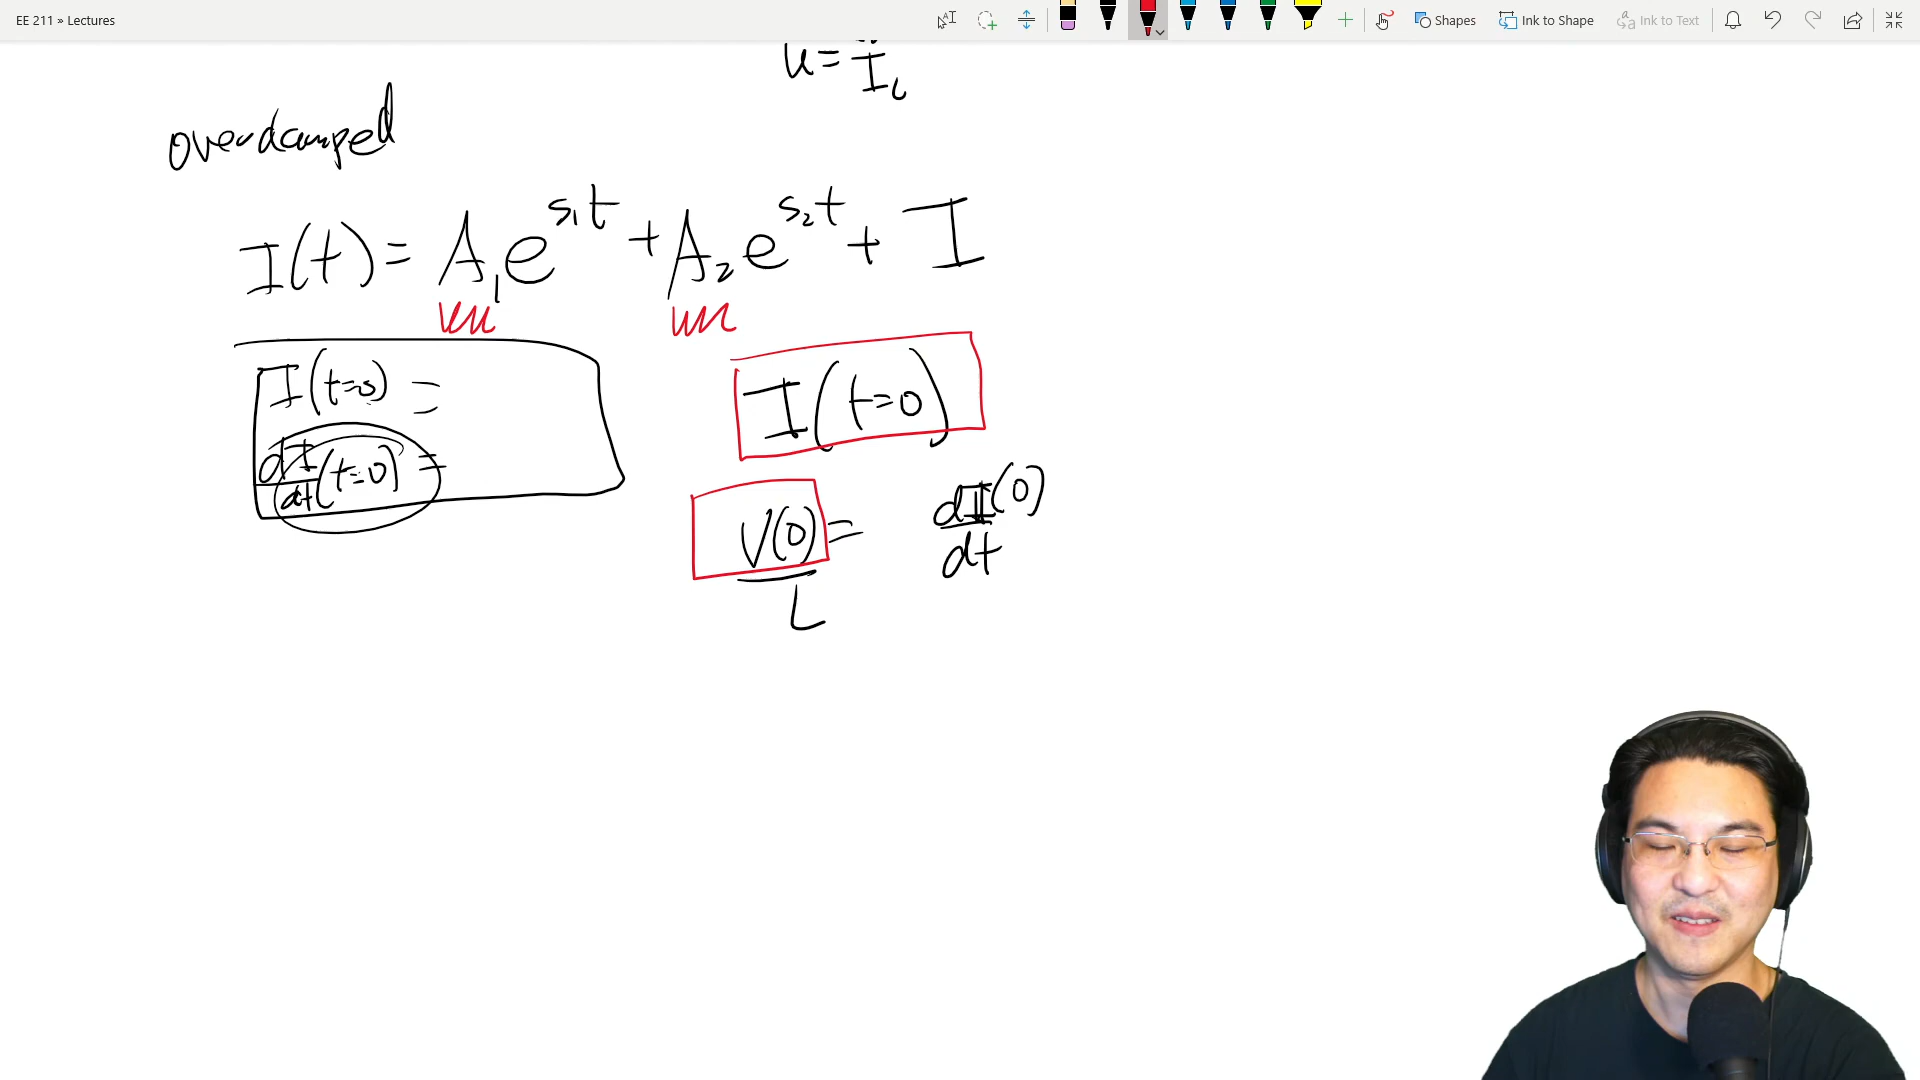 EE 211 » Lectures
Shapes
Ink to Shape
Ink to Text
overdamped
I(t) = A₁e^{s₁t} + A₂e^{s₂t} + I
I(t=0) =
dI/dt (t=0) =
I(t=0)
V(0)/L = dI(0)/dt